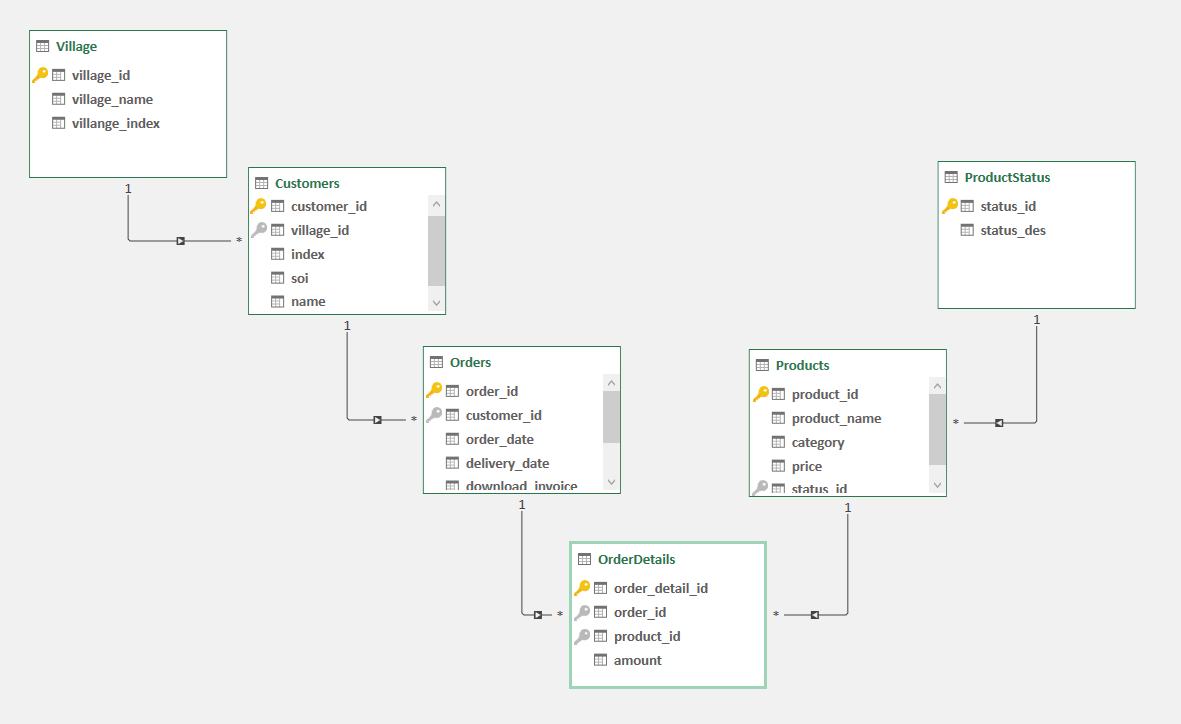 Village
village_id
village_name
villange_index
1
*
Customers
customer_id
village_id
index
soi
name
1
*
Orders
order_id
customer_id
order_date
delivery_date
download_invoice
1
*
OrderDetails
order_detail_id
order_id
product_id
amount
ProductStatus
status_id
status_des
1
*
Products
product_id
product_name
category
price
status_id
1
*